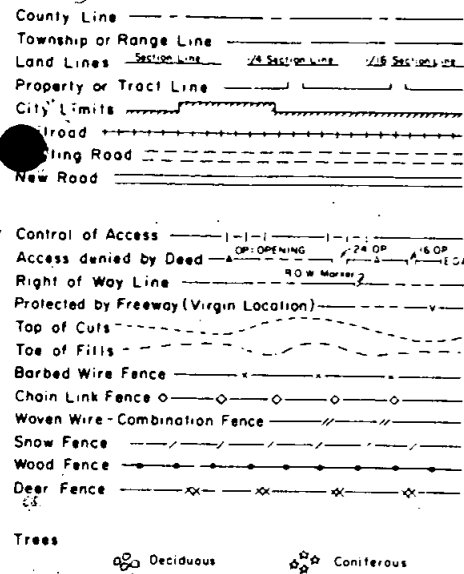 County Line
Township or Range Line
Land Lines Section Line 1/4 Section Line 1/16 Section Line
Property or Tract Line
City Limits
ilroad
ting Road
New Road
Control of Access
Access denied by Deed OP=OPENING 24 OP 16 OP
Right of Way Line R.O.W. Marker
Protected by Freeway (Virgin Location)
Top of Cuts
Toe of Fills
Barbed Wire Fence
Chain Link Fence
Woven Wire-Combination Fence
Snow Fence
Wood Fence
Deer Fence
Trees
Deciduous Coniferous